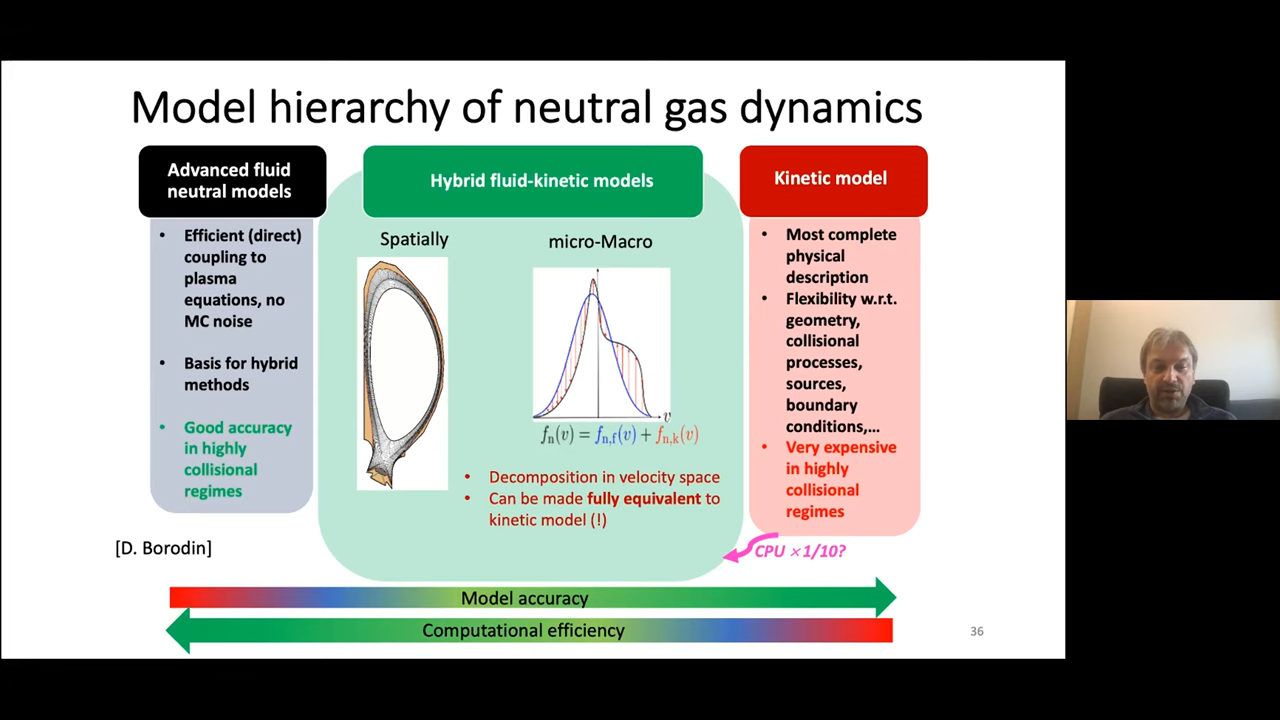 Model hierarchy of neutral gas dynamics
Advanced fluid
neutral models
• Efficient (direct)
coupling to
plasma
equations, no
MC noise
• Basis for hybrid
methods
• Good accuracy
in highly
collisional
regimes
Hybrid fluid-kinetic models
Spatially
micro-Macro
v
fn(v) = fn,f(v) + fn,k(v)
• Decomposition in velocity space
• Can be made fully equivalent to
kinetic model (!)
Kinetic model
• Most complete
physical
description
• Flexibility w.r.t.
geometry,
collisional
processes,
sources,
boundary
conditions,...
• Very expensive
in highly
collisional
regimes
[D. Borodin]
CPU ×1/10?
Model accuracy
Computational efficiency
36